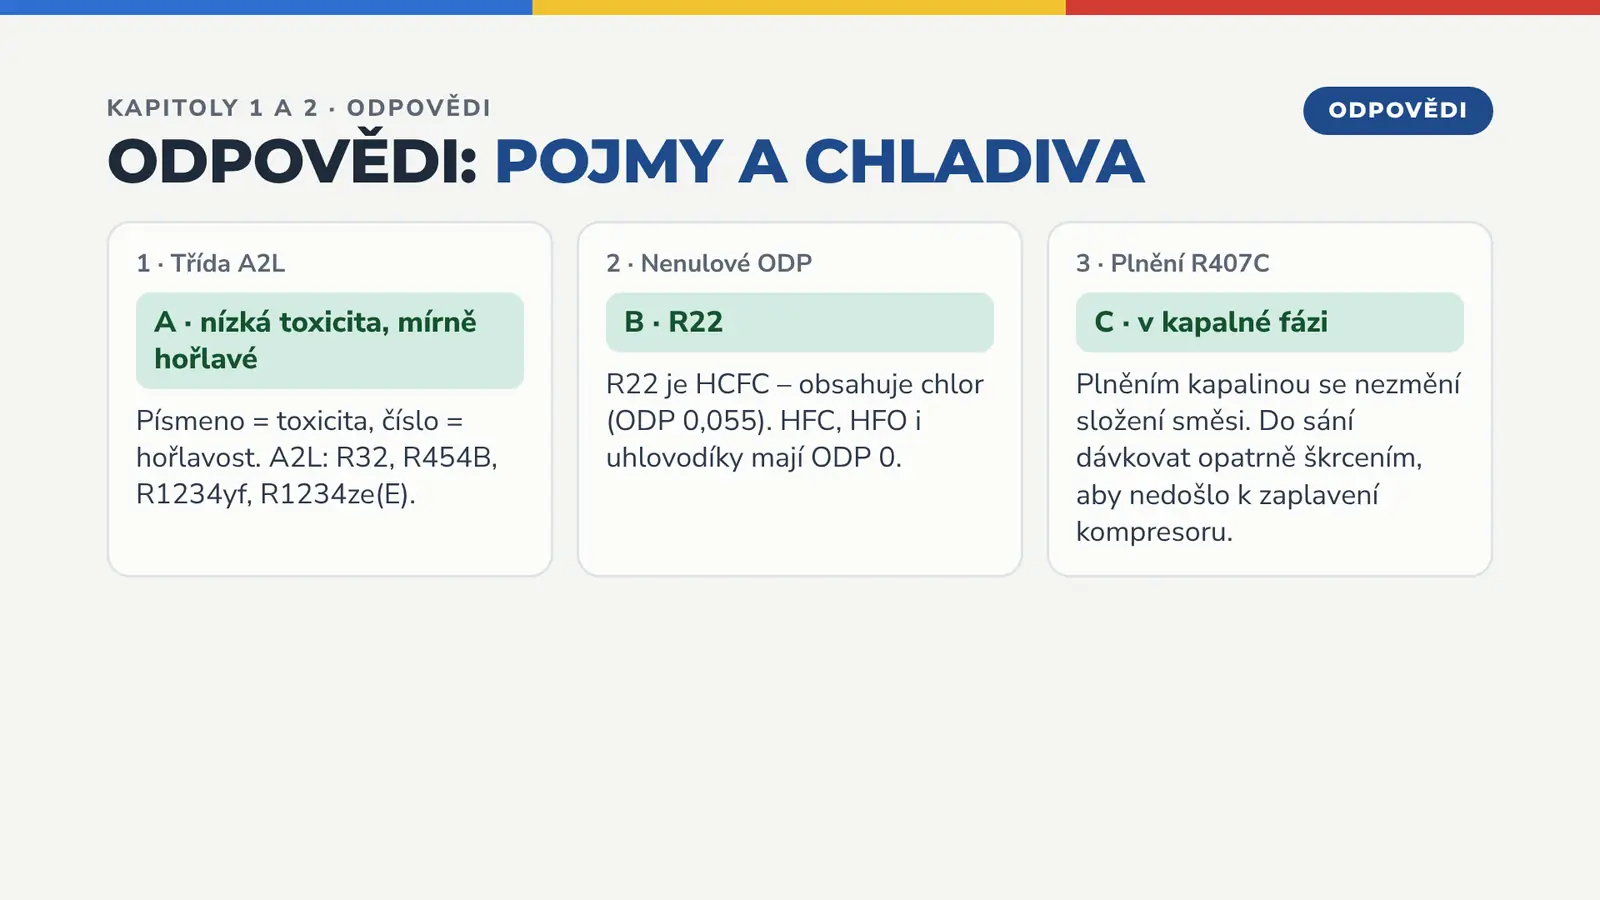 KAPITOLY 1 A 2 · ODPOVĚDI
ODPOVĚDI
ODPOVĚDI: POJMY A CHLADIVA
1 · Třída A2L
A · nízká toxicita, mírně
hořlavé
Písmeno = toxicita, číslo =
hořlavost. A2L: R32, R454B,
R1234yf, R1234ze(E).
2 · Nenulové ODP
B · R22
R22 je HCFC – obsahuje chlor
(ODP 0,055). HFC, HFO i
uhlovodíky mají ODP 0.
3 · Plnění R407C
C · v kapalné fázi
Plněním kapalinou se nezmění
složení směsi. Do sání
dávkovat opatrně škrcením,
aby nedošlo k zaplavení
kompresoru.